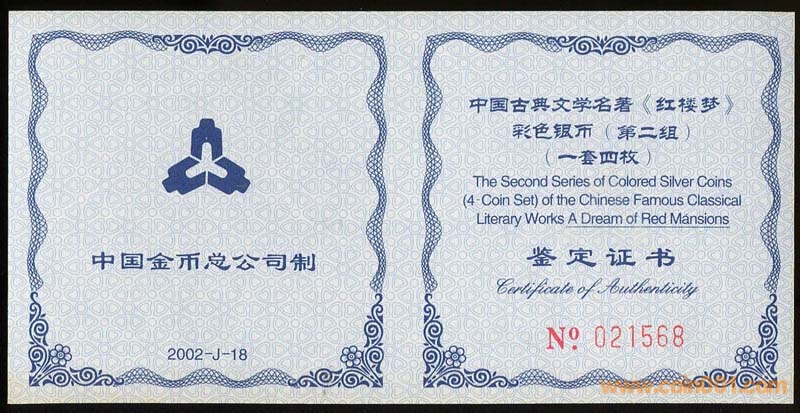 中国金币总公司制
2002-J-18
中国古典文学名著《红楼梦》
彩色银币（第二组）
（一套四枚）
The Second Series of Colored Silver Coins
(4-Coin Set) of the Chinese Famous Classical
Literary Works A Dream of Red Mansions
鉴定证书
Certificate of Authenticity
Nº 021568
www.coin001.com